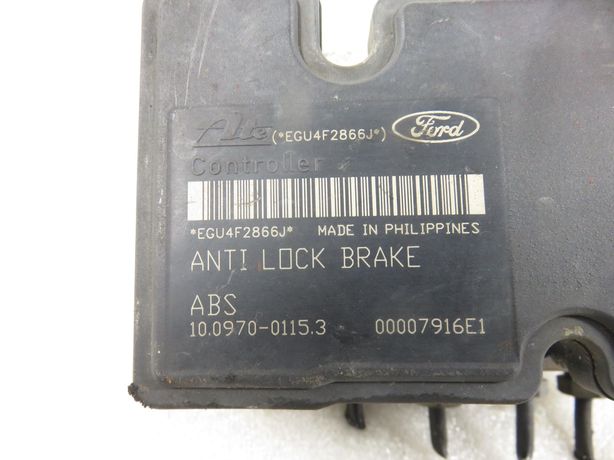 Ate (*EGU4F2866J*) Ford
Controller
*EGU4F2866J* MADE IN PHILIPPINES
ANTI LOCK BRAKE
ABS
10.0970-0115.3 00007916E1